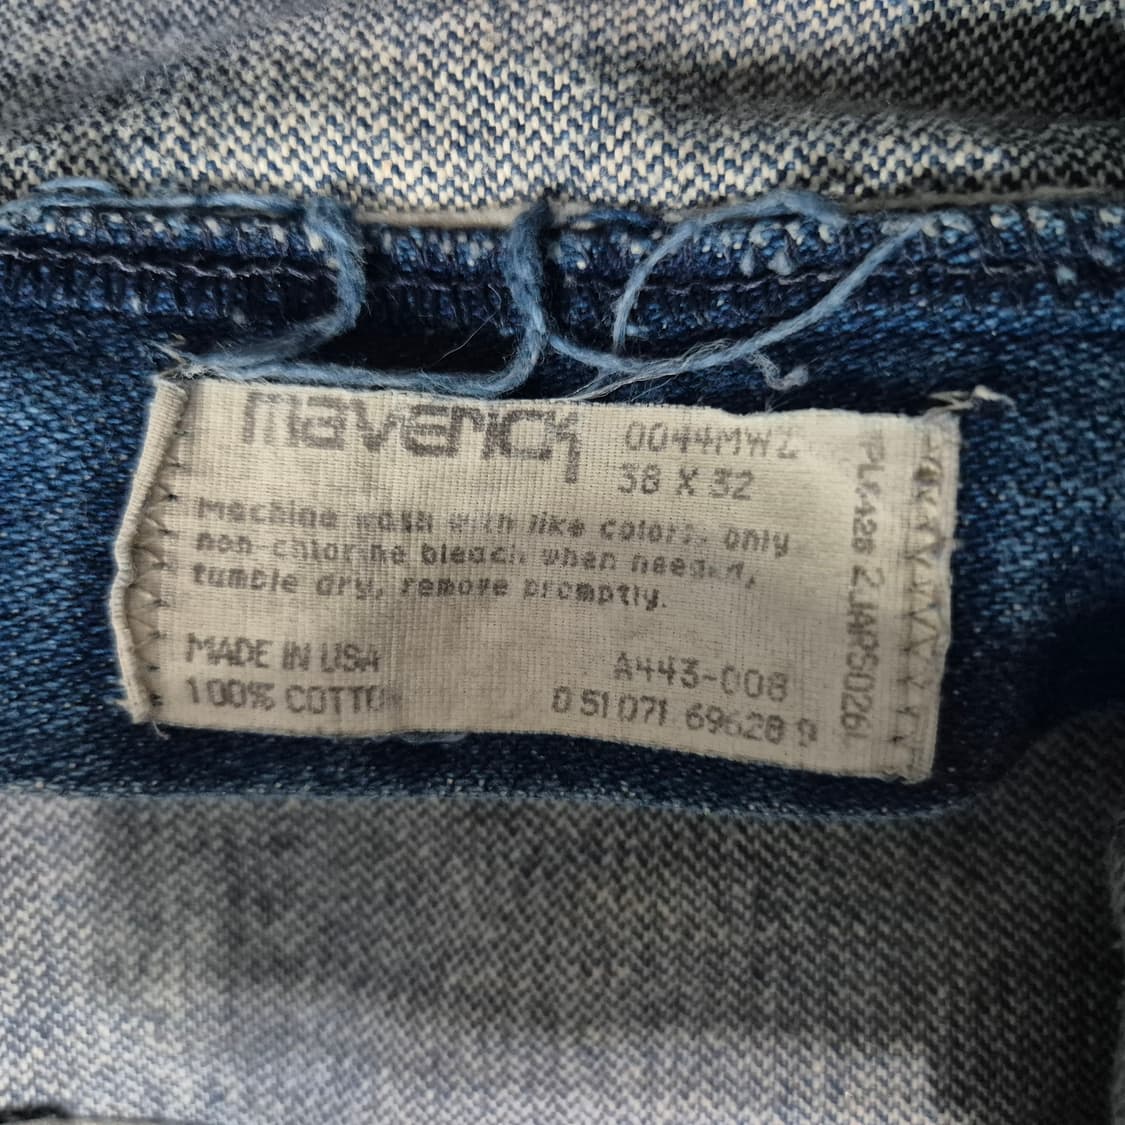 maverick
0044MWZ
38 X 32
Machine wash with like colors, only
non-chlorine bleach when needed,
tumble dry, remove promptly.
MADE IN USA
100% COTTON
A443-008
0 51071 69628 9
2JAPS026L